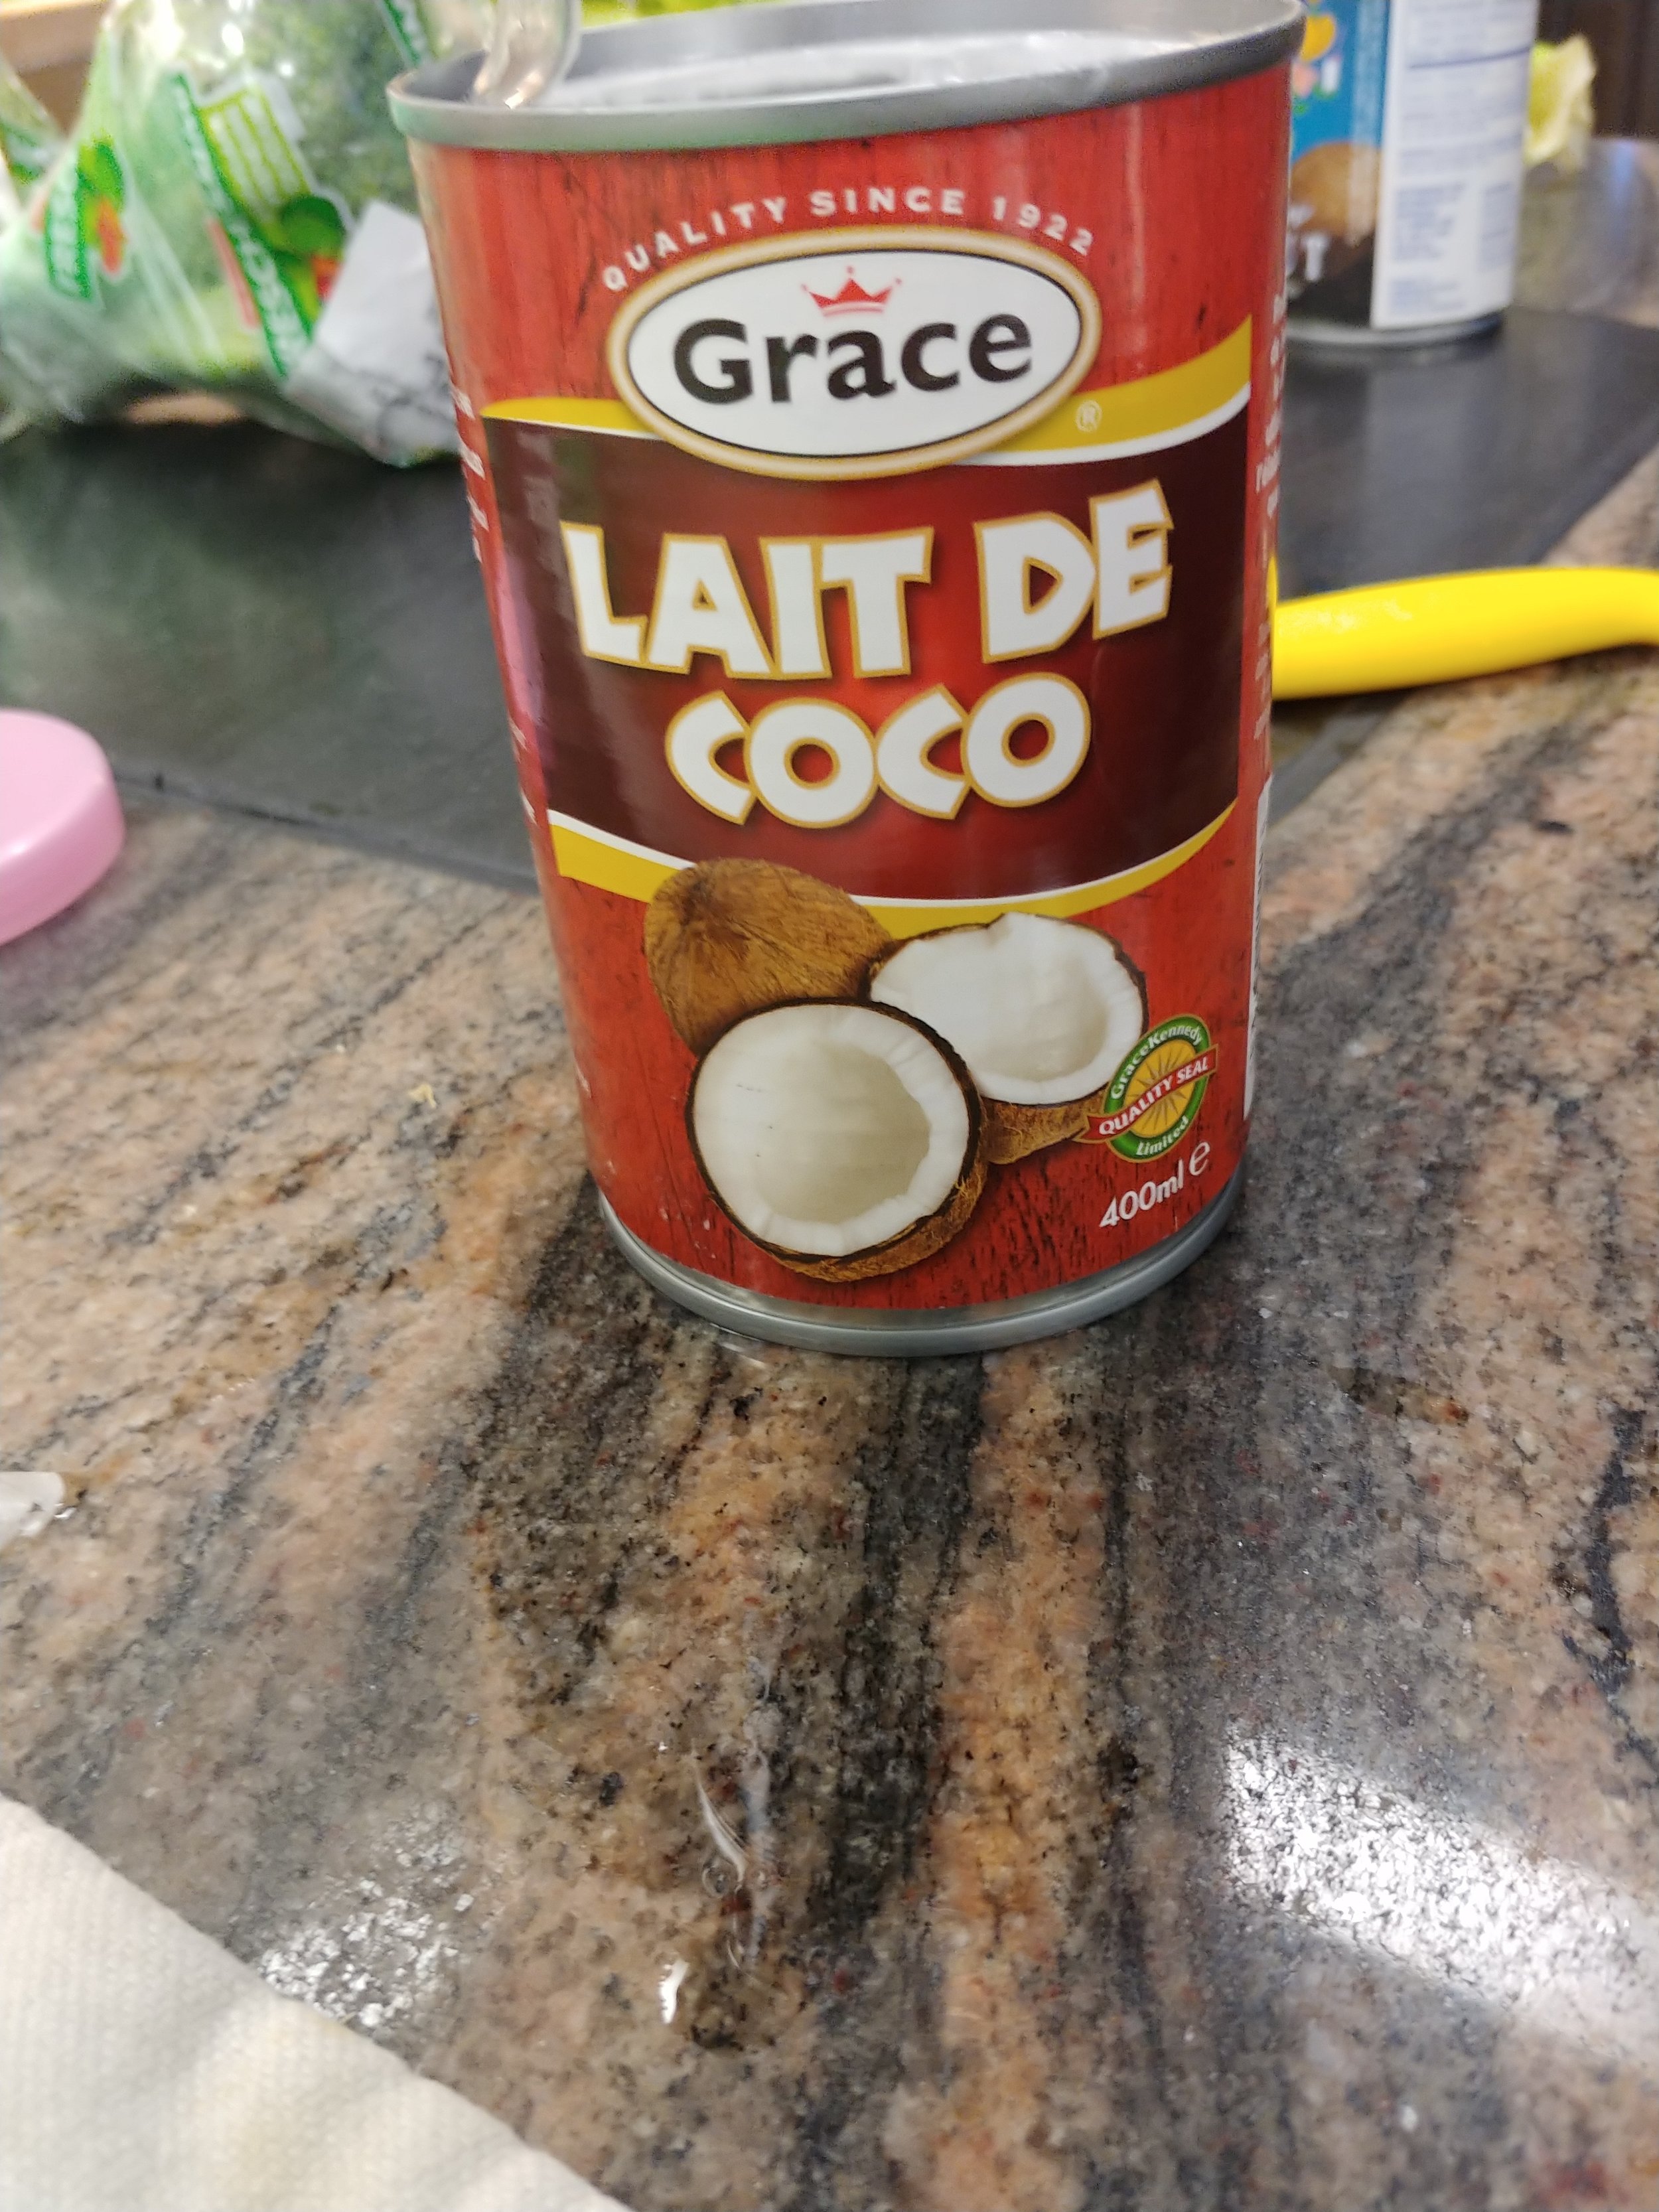 QUALITY SINCE 1922
Grace
®
LAIT DE
COCO
GraceKennedy
QUALITY SEAL
Limited
400ml e